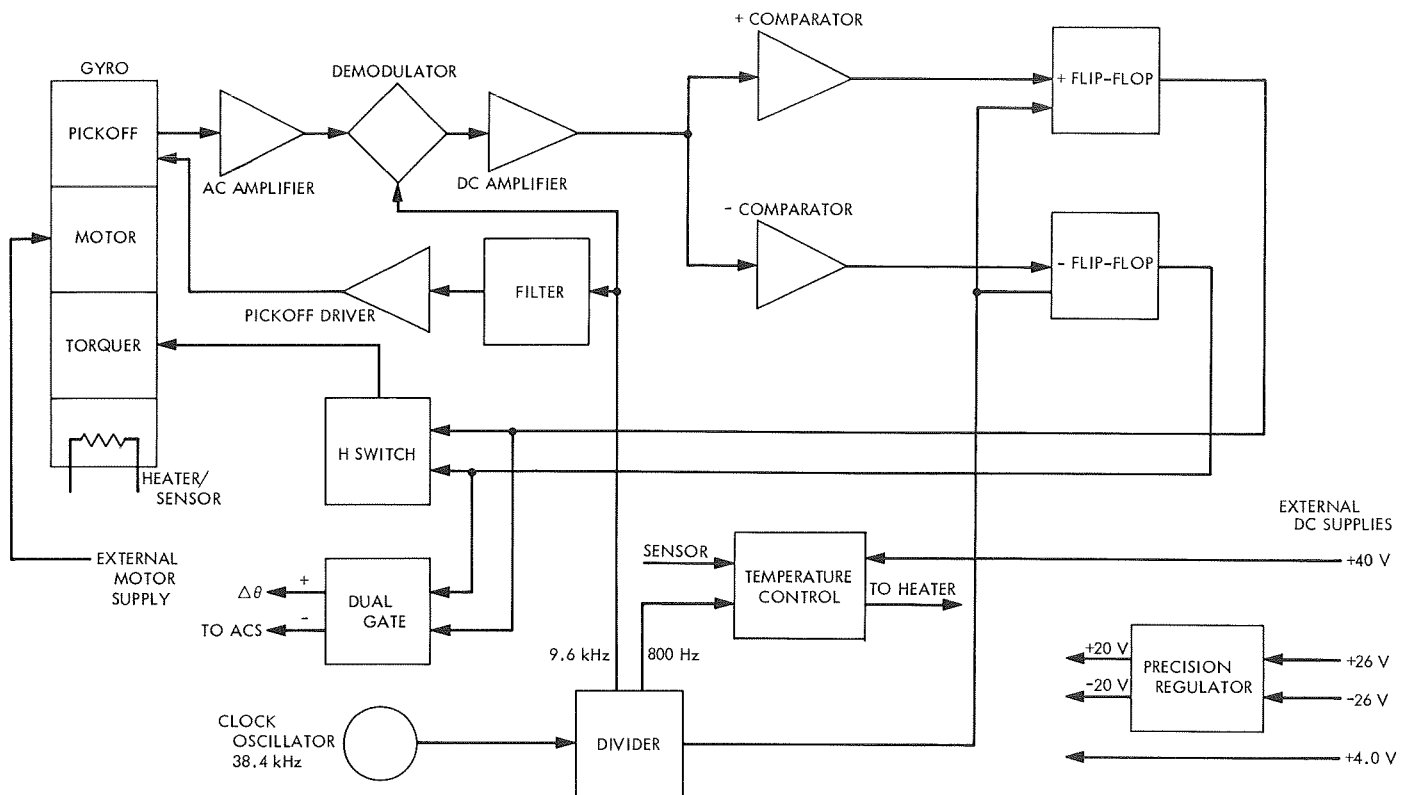 + COMPARATOR
GYRO
DEMODULATOR
+ FLIP-FLOP
PICKOFF
AC AMPLIFIER
DC AMPLIFIER
- COMPARATOR
MOTOR
- FLIP-FLOP
FILTER
PICKOFF DRIVER
TORQUER
H SWITCH
HEATER/
SENSOR
EXTERNAL
DC SUPPLIES
EXTERNAL
MOTOR
SUPPLY
SENSOR
+40 V
TEMPERATURE
CONTROL
TO HEATER
Δθ
+
DUAL
GATE
TO ACS
-
9.6 kHz
800 Hz
+20 V
-20 V
PRECISION
REGULATOR
+26 V
-26 V
CLOCK
OSCILLATOR
38.4 kHz
DIVIDER
+4.0 V